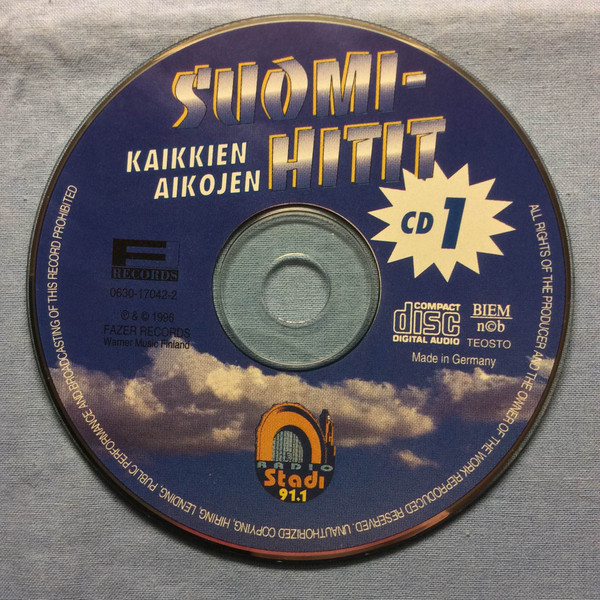 SUOMI-
KAIKKIEN
AIKOJEN
HITIT
CD 1
F
RECORDS
0630-17042-2
℗ & © 1996
FAZER RECORDS
Warner Music Finland
COMPACT
disc
DIGITAL AUDIO
BIEM
n©b
TEOSTO
Made in Germany
RADIO
Stadi
91.1
ALL RIGHTS OF THE PRODUCER AND THE OWNER OF THE WORK REPRODUCED RESERVED. UNAUTHORIZED COPYING, HIRING, LENDING, PUBLIC PERFORMANCE AND BROADCASTING OF THIS RECORD PROHIBITED